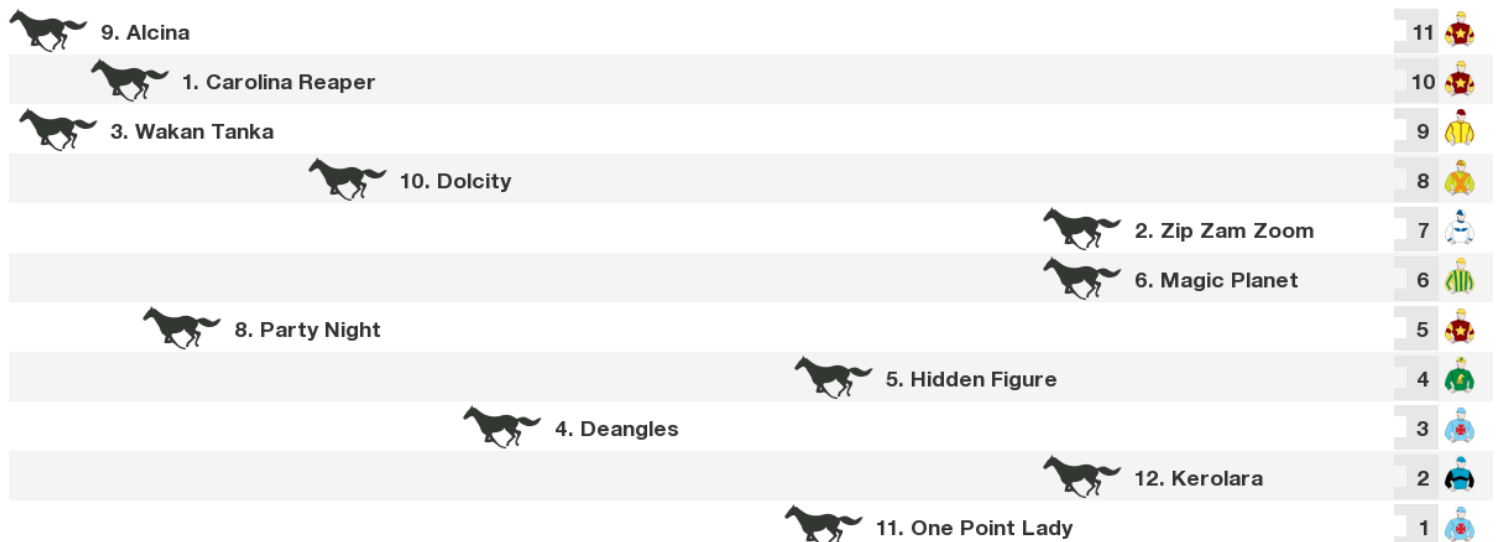 9. Alcina 11
1. Carolina Reaper 10
3. Wakan Tanka 9
10. Dolcity 8
2. Zip Zam Zoom 7
6. Magic Planet 6
8. Party Night 5
5. Hidden Figure 4
4. Deangles 3
12. Kerolara 2
11. One Point Lady 1